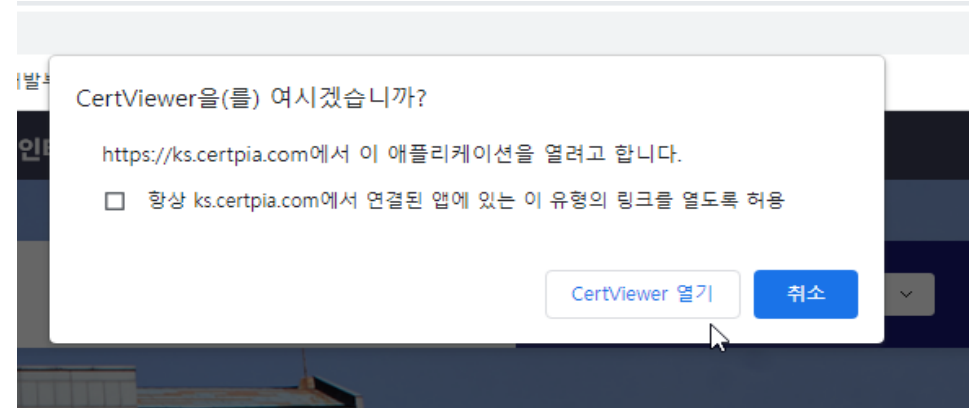 CertViewer을(를) 여시겠습니까?
https://ks.certpia.com에서 이 애플리케이션을 열려고 합니다.
항상 ks.certpia.com에서 연결된 앱에 있는 이 유형의 링크를 열도록 허용
CertViewer 열기
취소